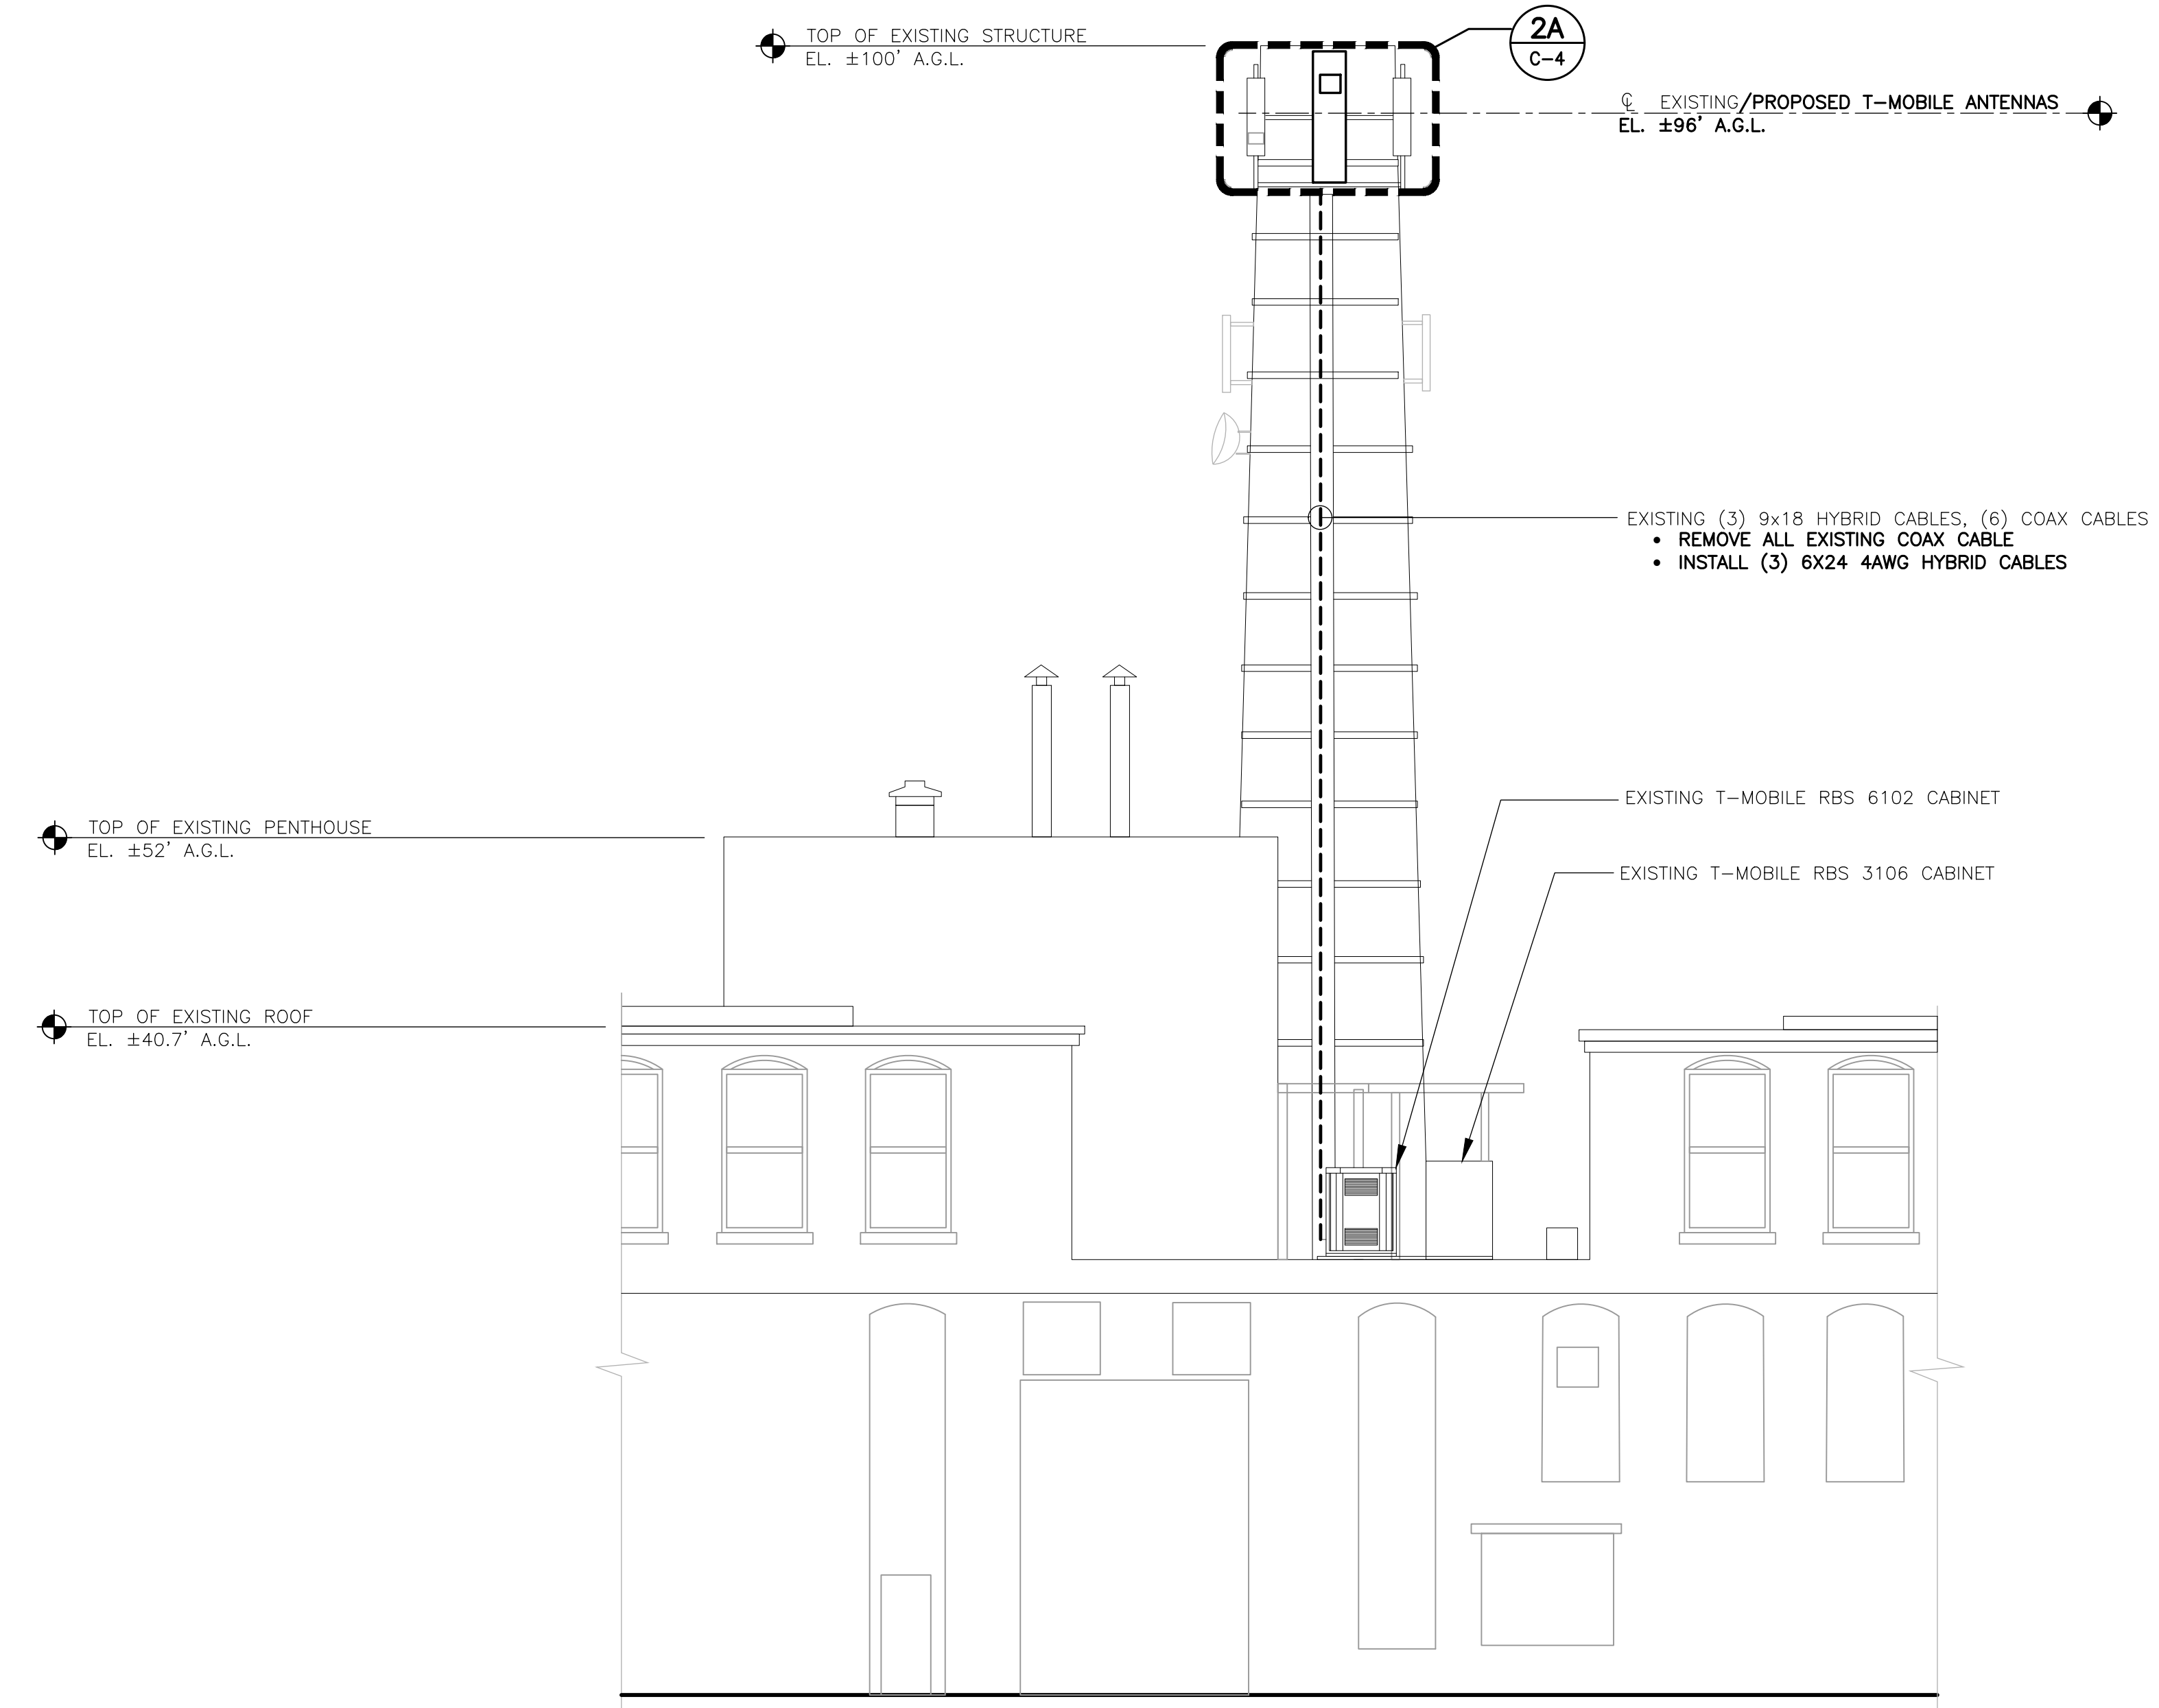 TOP OF EXISTING STRUCTURE
EL. ±100' A.G.L.
2A
C-4
℄ EXISTING/PROPOSED T-MOBILE ANTENNAS
EL. ±96' A.G.L.
EXISTING (3) 9x18 HYBRID CABLES, (6) COAX CABLES
• REMOVE ALL EXISTING COAX CABLE
• INSTALL (3) 6X24 4AWG HYBRID CABLES
EXISTING T-MOBILE RBS 6102 CABINET
TOP OF EXISTING PENTHOUSE
EL. ±52' A.G.L.
EXISTING T-MOBILE RBS 3106 CABINET
TOP OF EXISTING ROOF
EL. ±40.7' A.G.L.